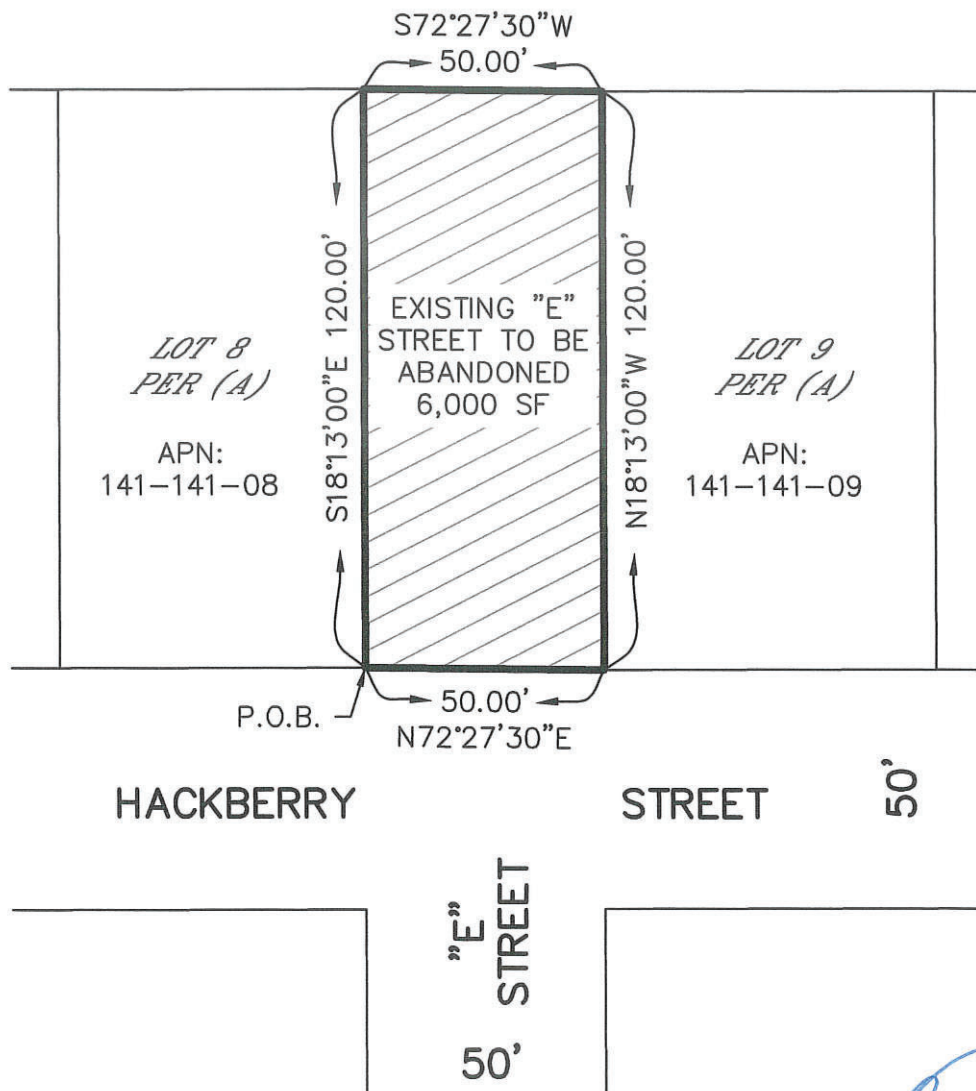 S72°27'30"W
50.00'
S18°13'00"E 120.00'
EXISTING "E"
STREET TO BE
ABANDONED
6,000 SF
N18°13'00"W 120.00'
LOT 8
PER (A)
APN:
141-141-08
LOT 9
PER (A)
APN:
141-141-09
P.O.B.
50.00'
N72°27'30"E
HACKBERRY STREET 50'
"E"
STREET
50'